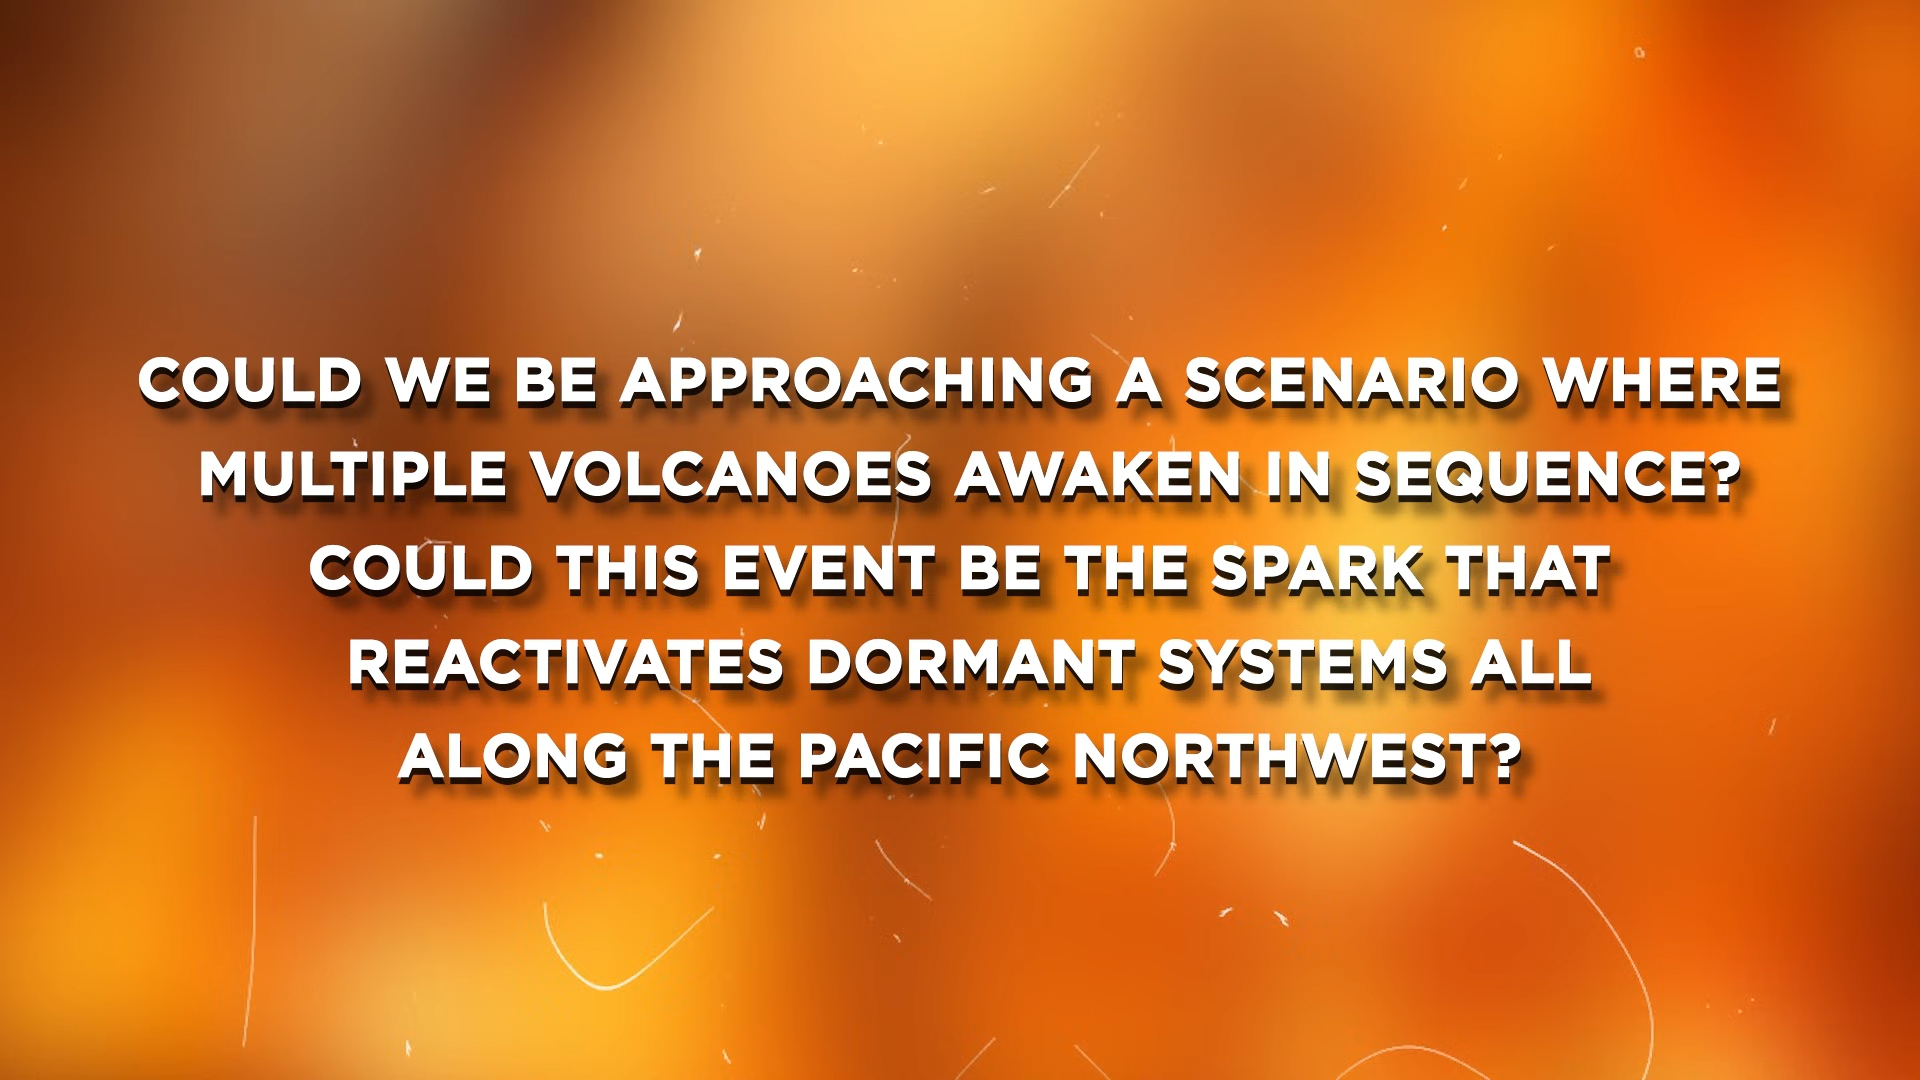 COULD WE BE APPROACHING A SCENARIO WHERE
MULTIPLE VOLCANOES AWAKEN IN SEQUENCE?
COULD THIS EVENT BE THE SPARK THAT
REACTIVATES DORMANT SYSTEMS ALL
ALONG THE PACIFIC NORTHWEST?